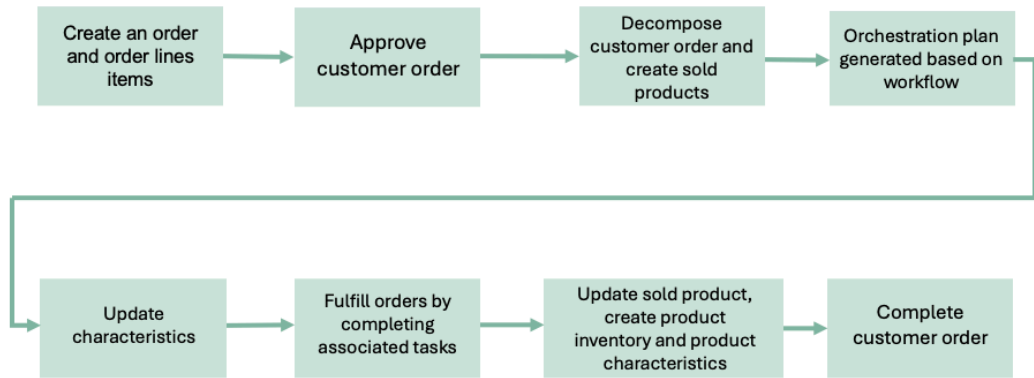 Create an order
and order lines
items
Approve
customer order
Decompose
customer order and
create sold
products
Orchestration plan
generated based on
workflow
Update
characteristics
Fulfill orders by
completing
associated tasks
Update sold product,
create product
inventory and product
characteristics
Complete
customer order